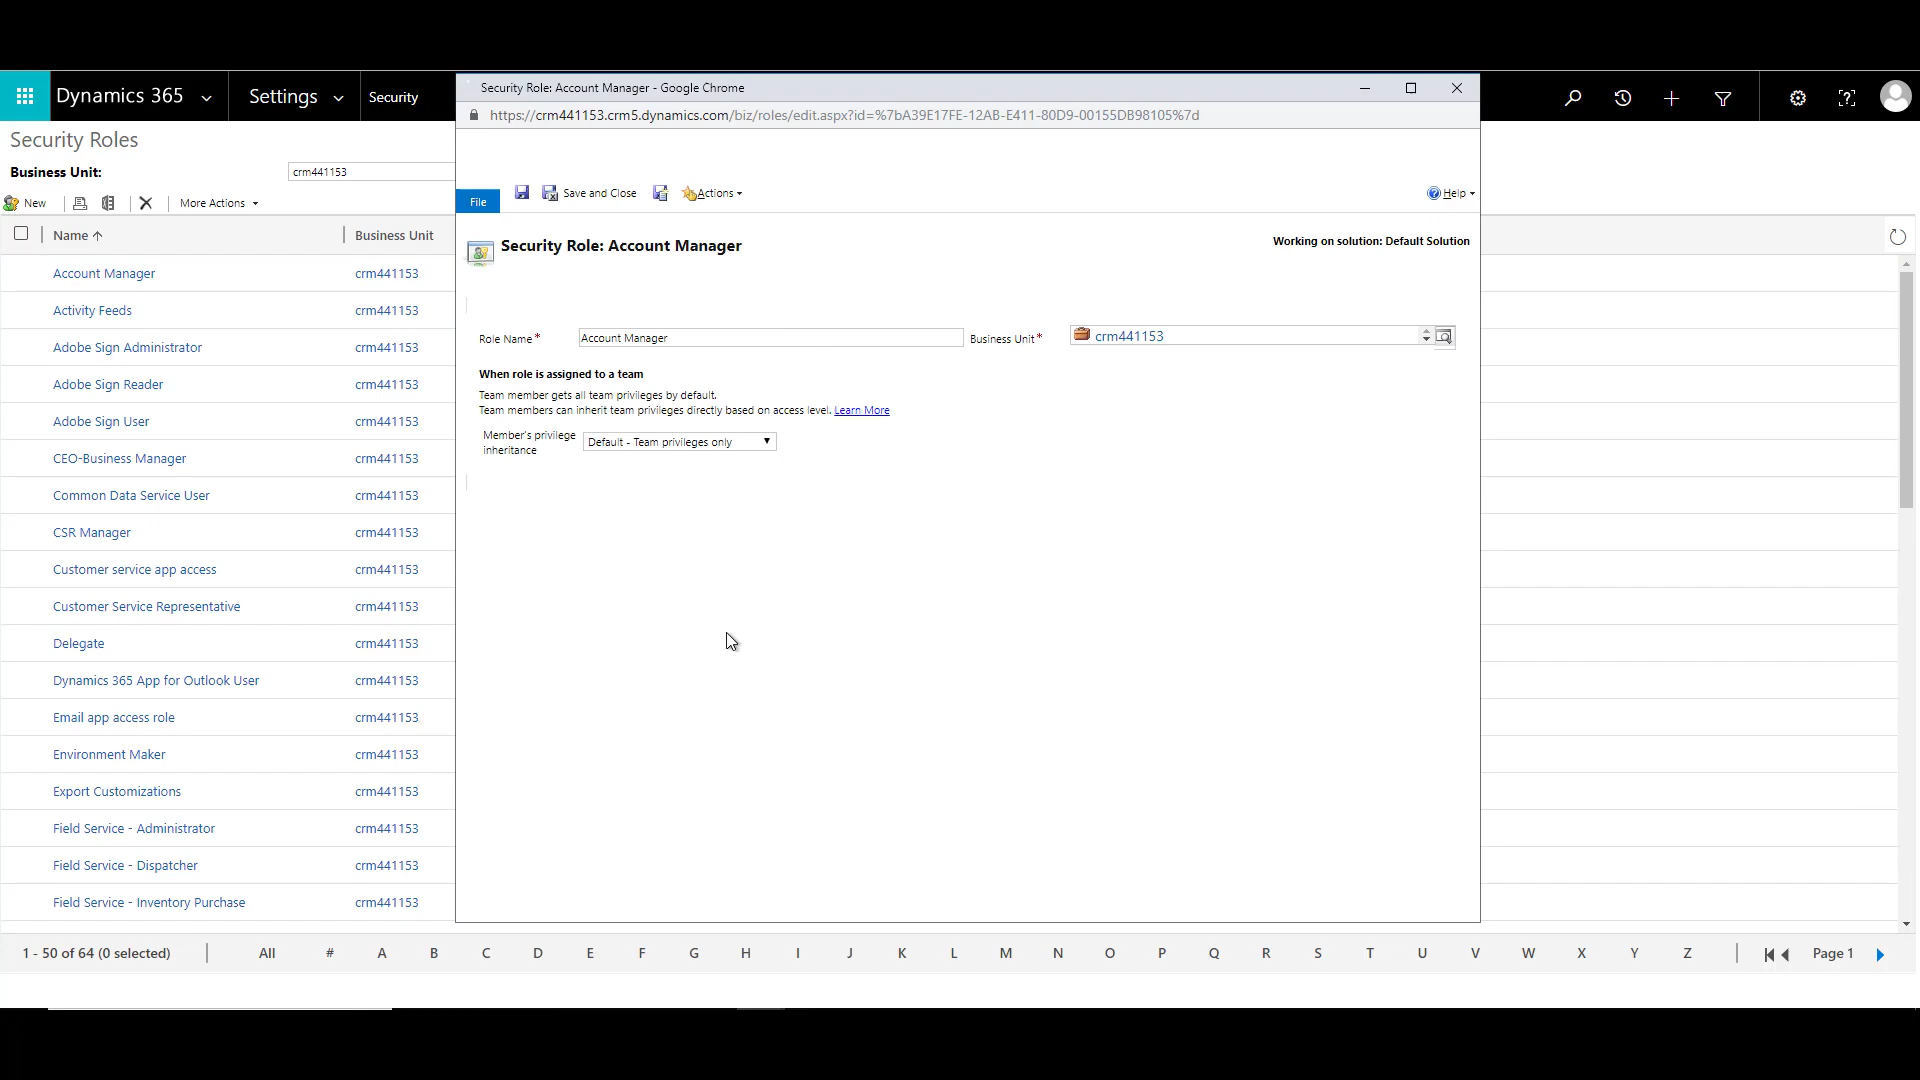 Dynamics 365
Settings
Security
Security Roles
Business Unit:
crm441153
New
More Actions
Name
Business Unit
Account Manager crm441153
Activity Feeds crm441153
Adobe Sign Administrator crm441153
Adobe Sign Reader crm441153
Adobe Sign User crm441153
CEO-Business Manager crm441153
Common Data Service User crm441153
CSR Manager crm441153
Customer service app access crm441153
Customer Service Representative crm441153
Delegate crm441153
Dynamics 365 App for Outlook User crm441153
Email app access role crm441153
Environment Maker crm441153
Export Customizations crm441153
Field Service - Administrator crm441153
Field Service - Dispatcher crm441153
Field Service - Inventory Purchase crm441153
Security Role: Account Manager - Google Chrome
https://crm441153.crm5.dynamics.com/biz/roles/edit.aspx?id=%7bA39E17FE-12AB-E411-80D9-00155DB98105%7d
File
Save and Close
Actions
Help
Security Role: Account Manager
Working on solution: Default Solution
Role Name*
Account Manager
Business Unit*
crm441153
When role is assigned to a team
Team member gets all team privileges by default.
Team members can inherit team privileges directly based on access level. Learn More
Member's privilege
inheritance
Default - Team privileges only
1 - 50 of 64 (0 selected)
All # A B C D E F G H I J K L M N O P Q R S T U V W X Y Z
Page 1